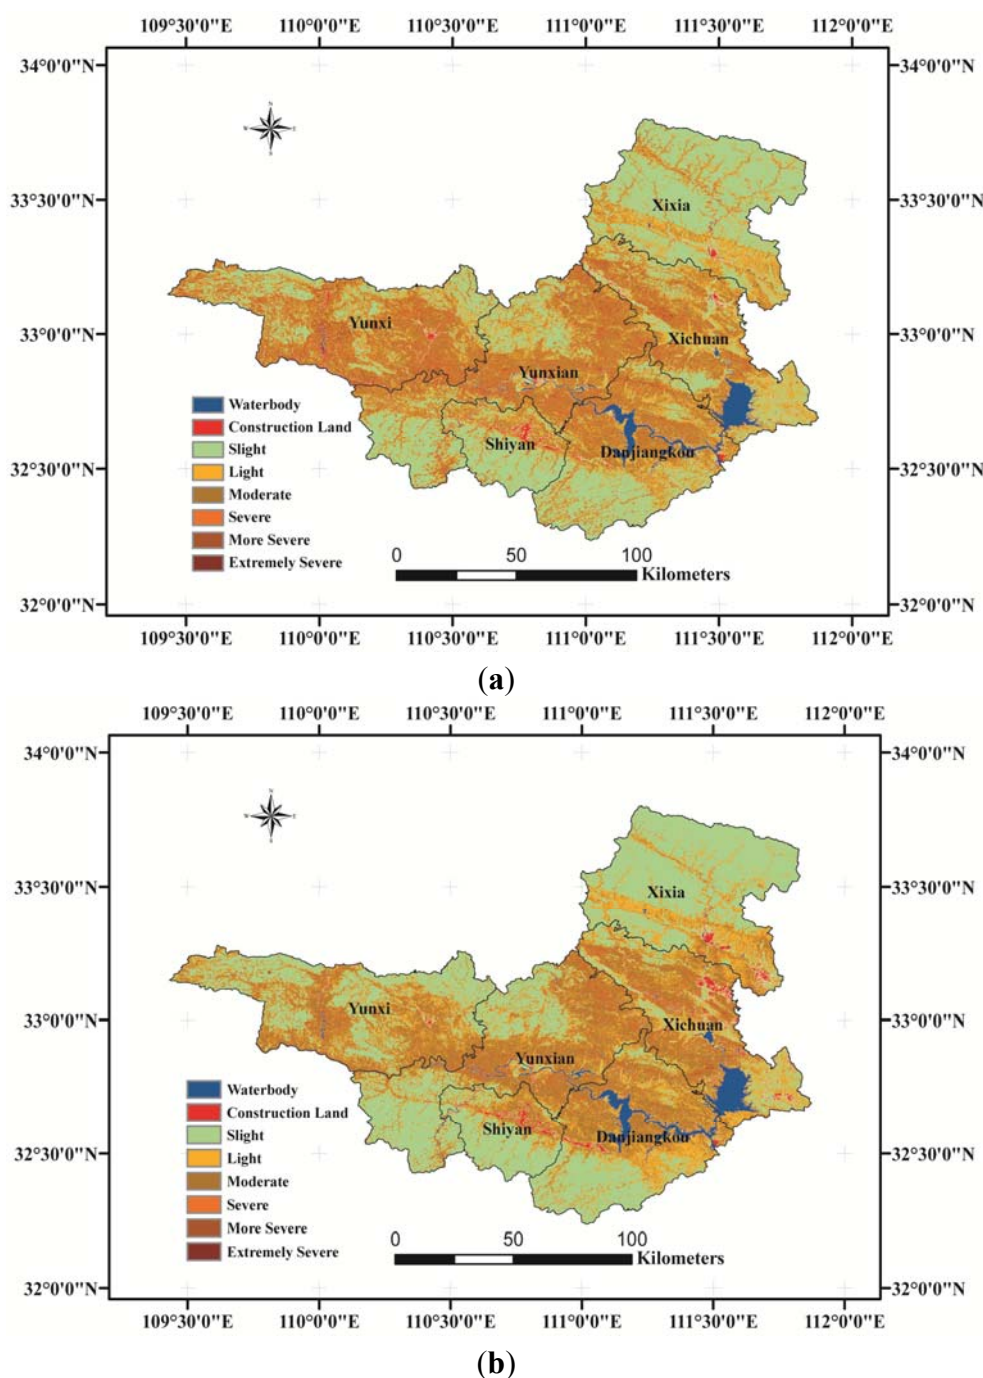 109°30'0"E 110°0'0"E 110°30'0"E 111°0'0"E 111°30'0"E 112°0'0"E
34°0'0"N 34°0'0"N
N
W E
S
33°30'0"N Xixia 33°30'0"N
33°0'0"N Yunxi Xichuan 33°0'0"N
Yunxian
Waterbody
Construction Land
Shiyan Danjiangkou
Slight
32°30'0"N Light 32°30'0"N
Moderate
Severe
More Severe
Extremely Severe
0 50 100
Kilometers
32°0'0"N 32°0'0"N
109°30'0"E 110°0'0"E 110°30'0"E 111°0'0"E 111°30'0"E 112°0'0"E
(a)
109°30'0"E 110°0'0"E 110°30'0"E 111°0'0"E 111°30'0"E 112°0'0"E
34°0'0"N 34°0'0"N
N
W E
S
33°30'0"N Xixia 33°30'0"N
33°0'0"N Yunxi Xichuan 33°0'0"N
Yunxian
Waterbody
Construction Land
Shiyan Danjiangkou
Slight
32°30'0"N Light 32°30'0"N
Moderate
Severe
More Severe
Extremely Severe
0 50 100
Kilometers
32°0'0"N 32°0'0"N
109°30'0"E 110°0'0"E 110°30'0"E 111°0'0"E 111°30'0"E 112°0'0"E
(b)